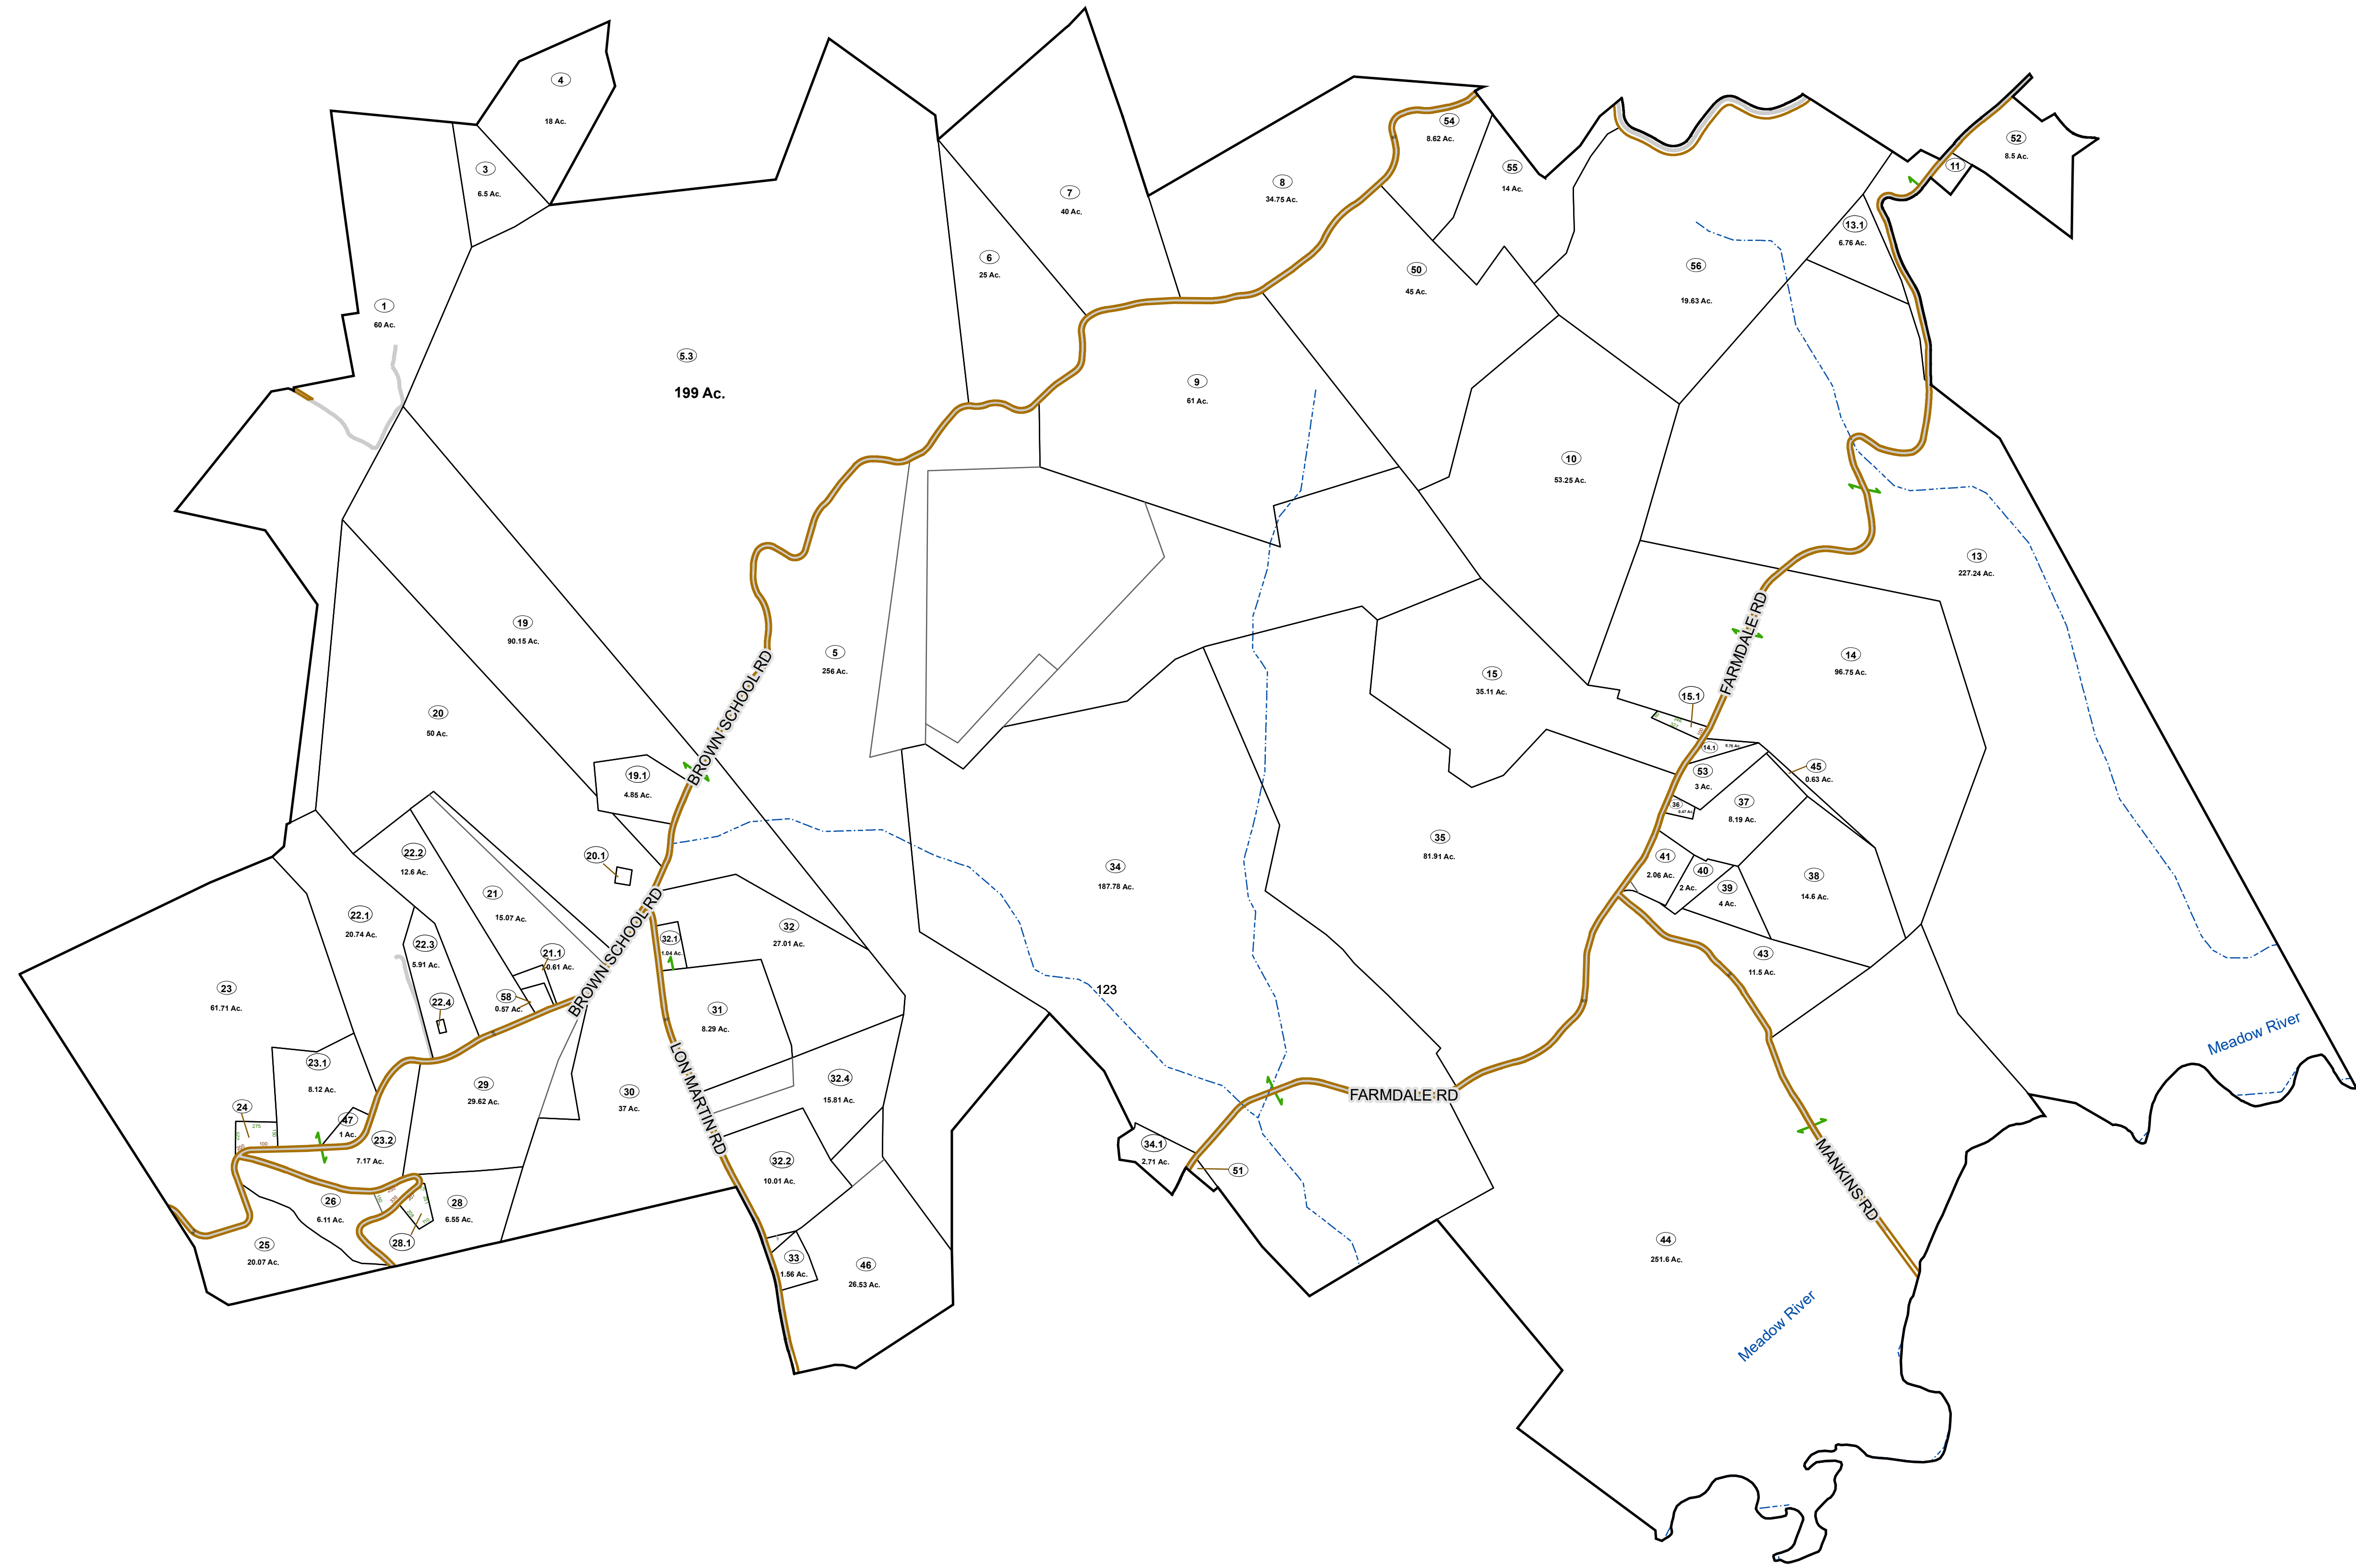 4
18 Ac.
3
6.5 Ac.
1
60 Ac.
5.3
199 Ac.
6
25 Ac.
7
40 Ac.
8
34.75 Ac.
54
8.62 Ac.
55
14 Ac.
50
45 Ac.
56
19.63 Ac.
13.1
6.76 Ac.
11
52
8.5 Ac.
9
61 Ac.
10
53.25 Ac.
13
227.24 Ac.
19
90.15 Ac.
5
256 Ac.
15
35.11 Ac.
14
96.75 Ac.
FARMDALE RD
15.1
14.1
53
3 Ac.
45
0.63 Ac.
36
37
8.19 Ac.
20
50 Ac.
19.1
4.85 Ac.
BROWN SCHOOL RD
20.1
22.2
12.6 Ac.
21
15.07 Ac.
34
187.78 Ac.
35
81.91 Ac.
41
2.06 Ac.
40
2 Ac.
39
4 Ac.
38
14.6 Ac.
22.1
20.74 Ac.
22.3
5.91 Ac.
21.1
0.61 Ac.
BROWN SCHOOL RD
32.1
1.04 Ac.
32
27.01 Ac.
43
11.5 Ac.
23
61.71 Ac.
22.4
58
0.57 Ac.
31
8.29 Ac.
123
Meadow River
23.1
8.12 Ac.
29
29.62 Ac.
30
37 Ac.
LON MARTIN RD
32.4
15.81 Ac.
FARMDALE RD
24
275
100
47
1 Ac.
23.2
7.17 Ac.
32.2
10.01 Ac.
34.1
2.71 Ac.
51
MANKINS RD
26
6.11 Ac.
28
6.55 Ac.
28.1
25
20.07 Ac.
33
1.56 Ac.
46
26.53 Ac.
44
251.6 Ac.
Meadow River